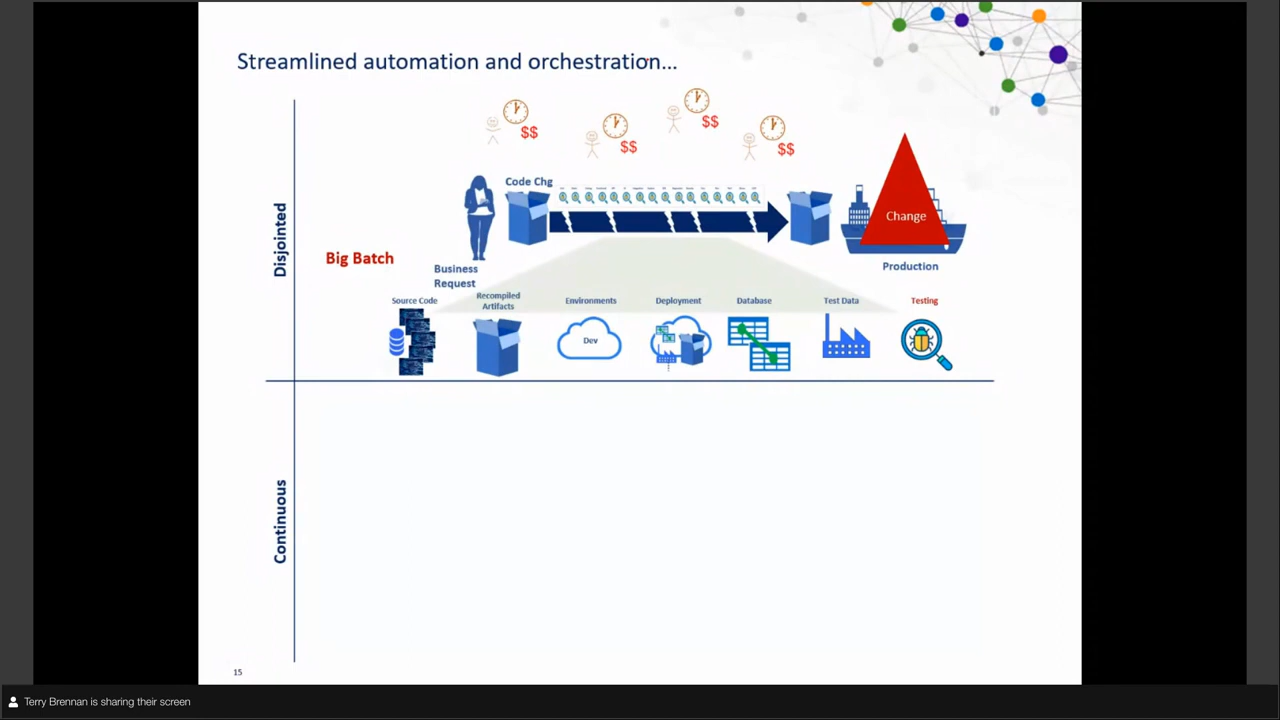 Streamlined automation and orchestration...
$$
$$
$$
$$
Code Chg
Change
Disjointed
Big Batch
Business
Request
Production
Source Code
Recompiled
Artifacts
Environments
Deployment
Database
Test Data
Testing
Dev
Continuous
15
Terry Brennan is sharing their screen